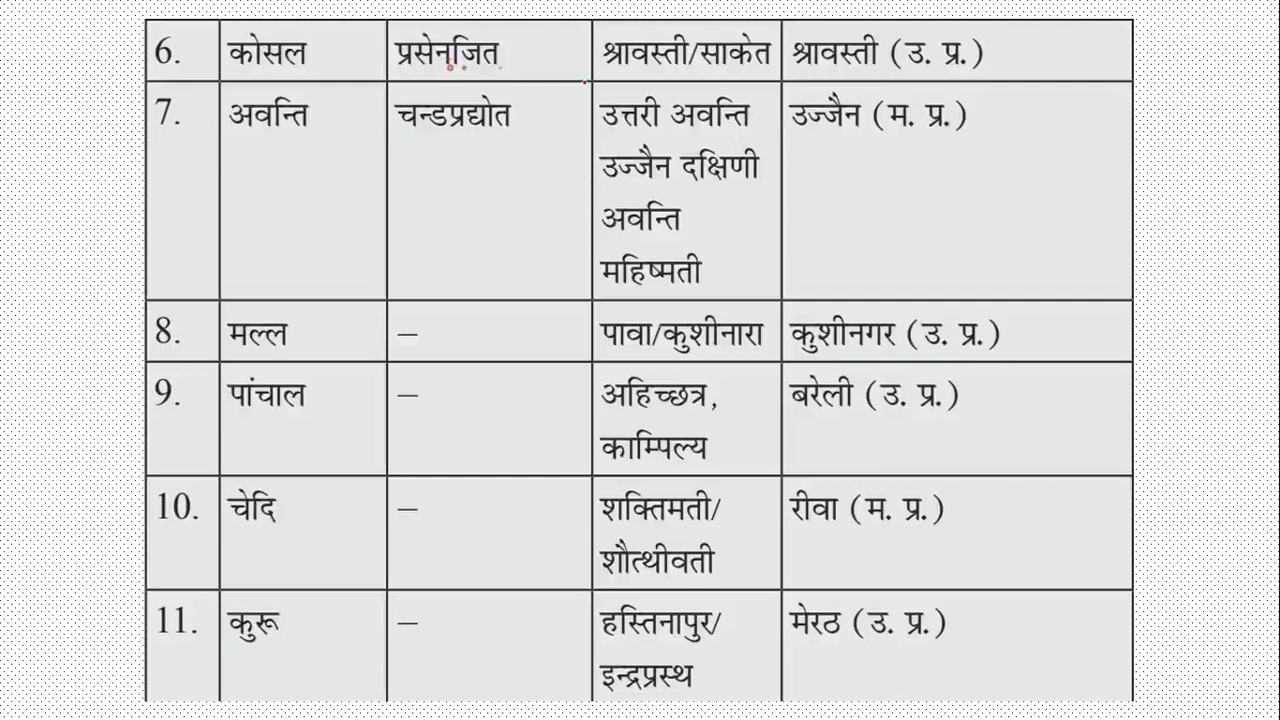 6. कोसल प्रसेनजित श्रावस्ती/साकेत श्रावस्ती (उ. प्र.)
7. अवन्ति चन्डप्रद्योत उत्तरी अवन्ति उज्जैन (म. प्र.)
उज्जैन दक्षिणी
अवन्ति
महिष्मती
8. मल्ल – पावा/कुशीनारा कुशीनगर (उ. प्र.)
9. पांचाल – अहिच्छत्र, बरेली (उ. प्र.)
काम्पिल्य
10. चेदि – शक्तिमती/ रीवा (म. प्र.)
शौत्थीवती
11. कुरू – हस्तिनापुर/ मेरठ (उ. प्र.)
इन्द्रप्रस्थ